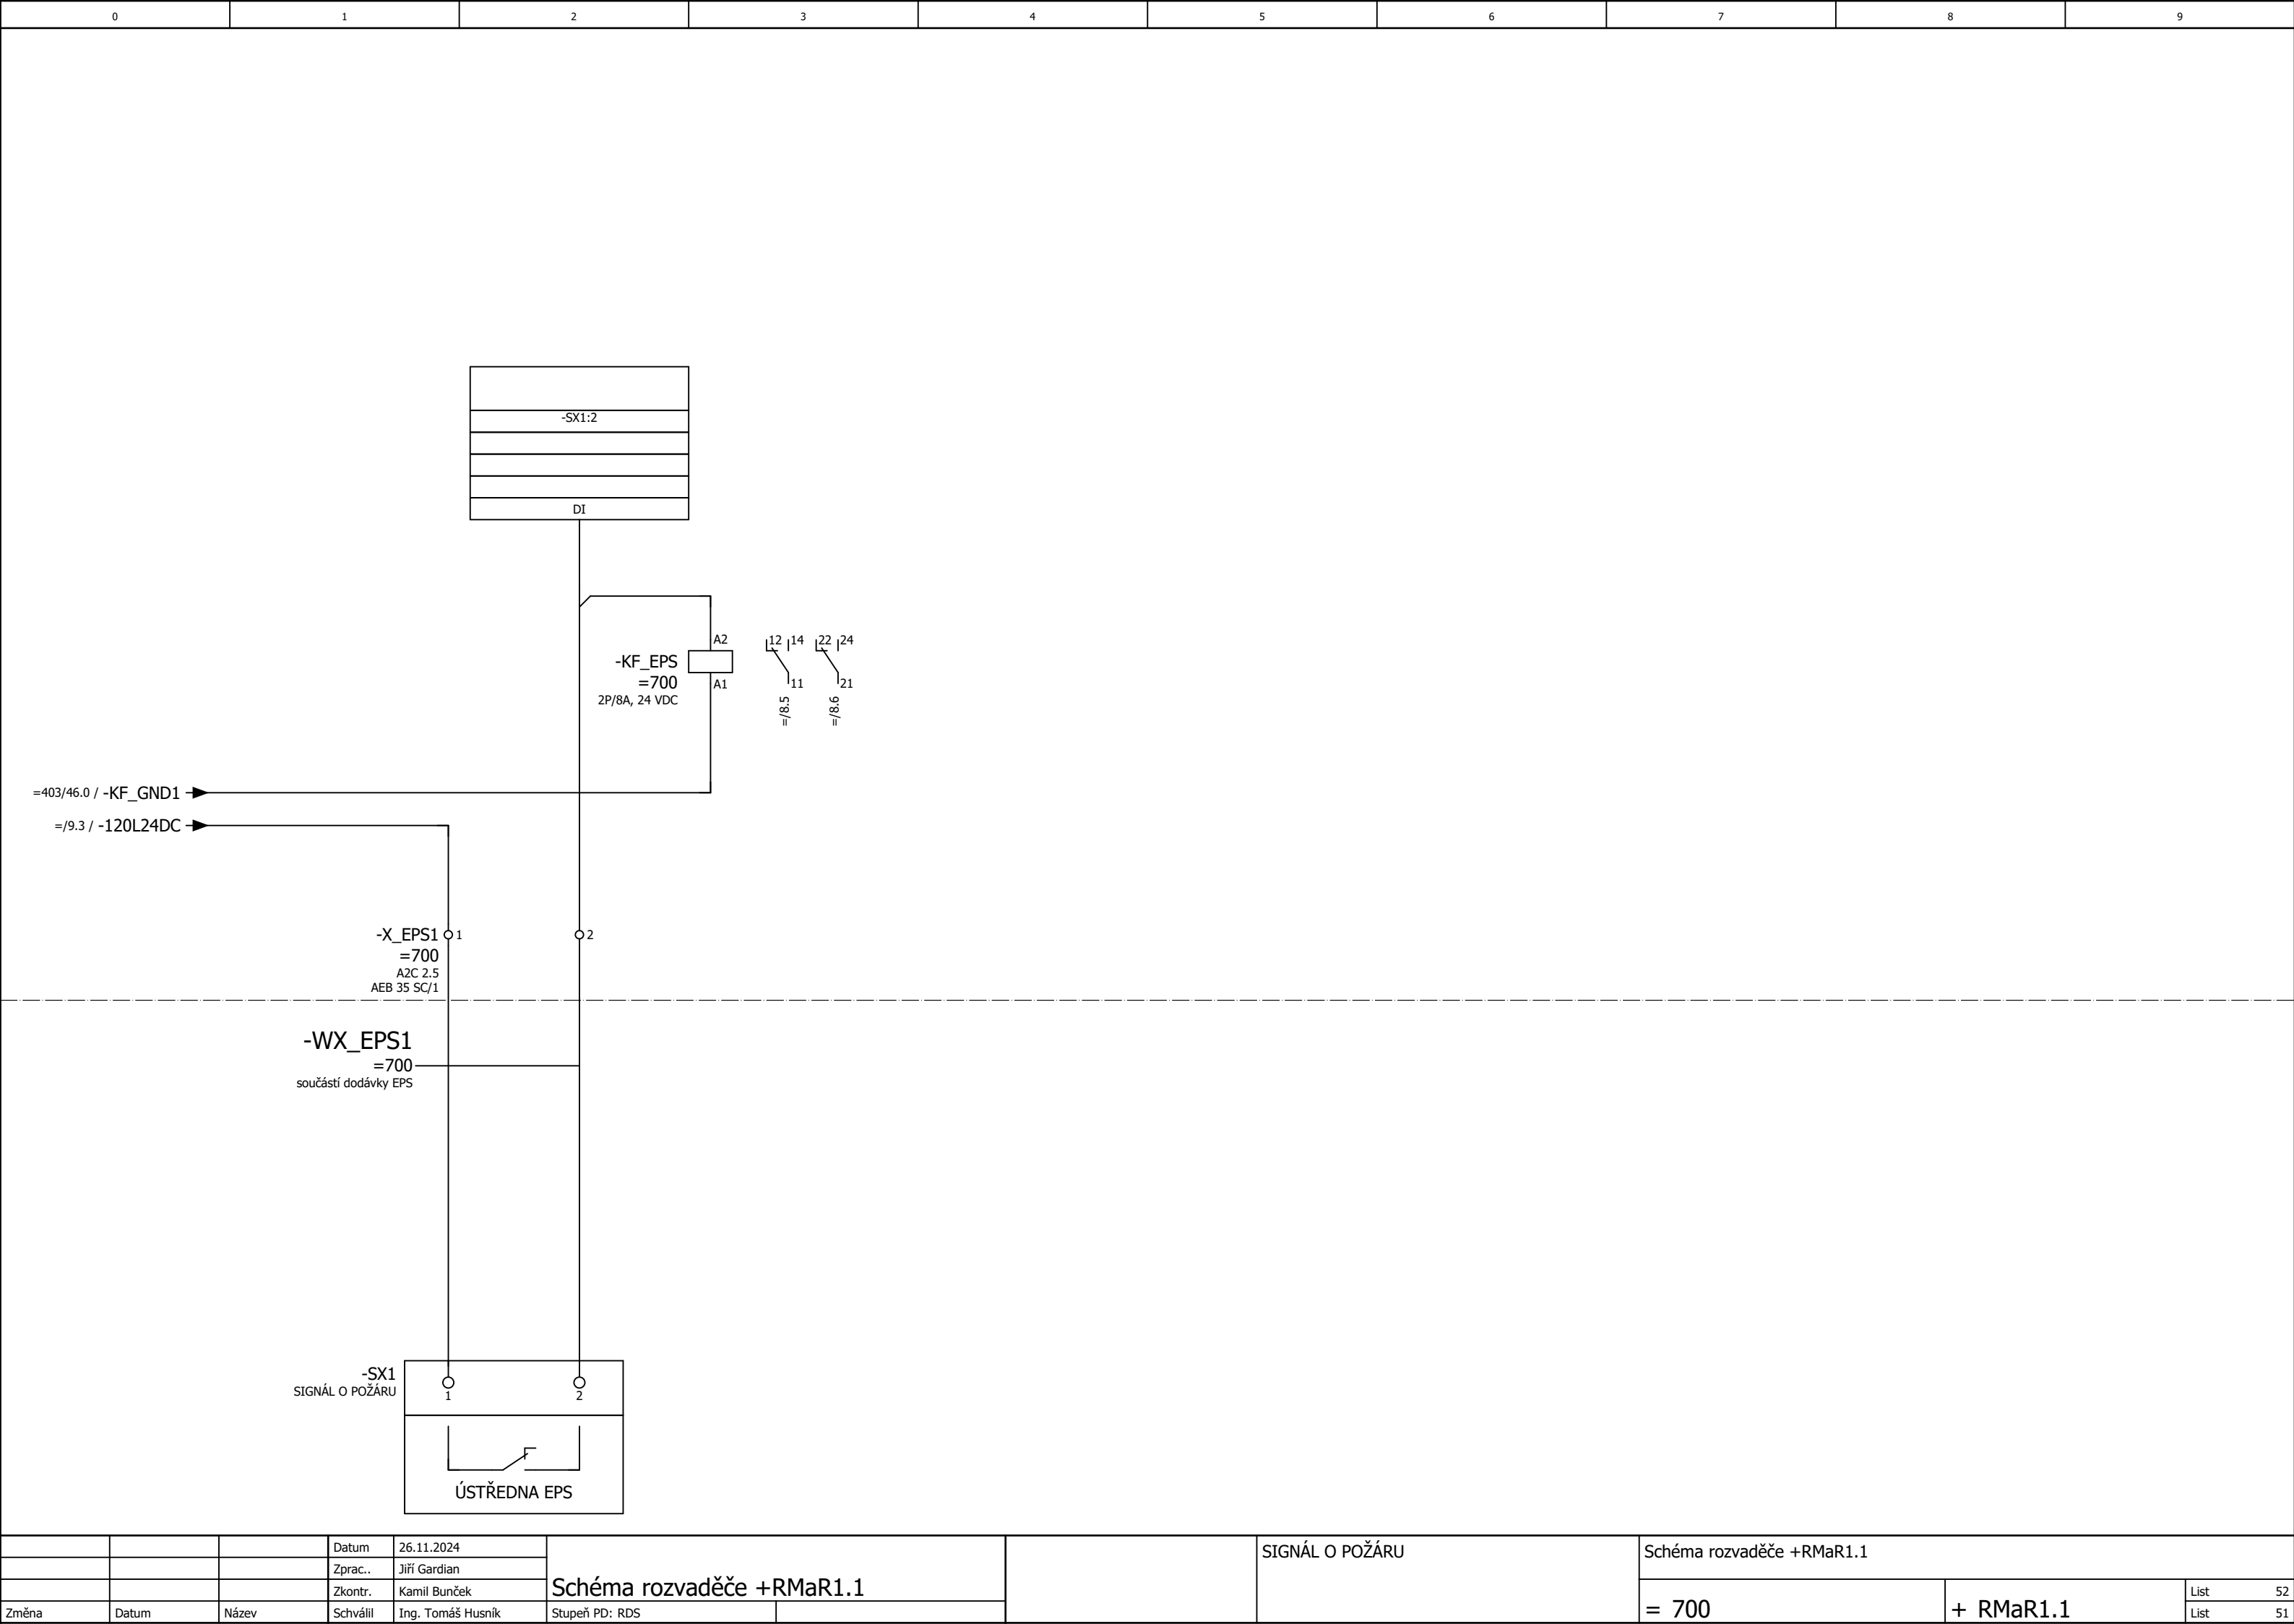 0 1 2 3 4 5 6 7 8 9
-SX1:2
DI
A2
-KF_EPS
=700
2P/8A, 24 VDC
A1
12 14 22 24
11 21
=/8.5 =/8.6
=403/46.0 / -KF_GND1
=/9.3 / -120L24DC
-X_EPS1 1 2
=700
A2C 2.5
AEB 35 SC/1
-WX_EPS1
=700
součástí dodávky EPS
-SX1
SIGNÁL O POŽÁRU
1 2
ÚSTŘEDNA EPS
Datum 26.11.2024
Zprac.. Jiří Gardian
Zkontr. Kamil Bunček
Změna Datum Název Schválil Ing. Tomáš Husník
Schéma rozvaděče +RMaR1.1
Stupeň PD: RDS
SIGNÁL O POŽÁRU
Schéma rozvaděče +RMaR1.1
= 700 + RMaR1.1
List 52
List 51